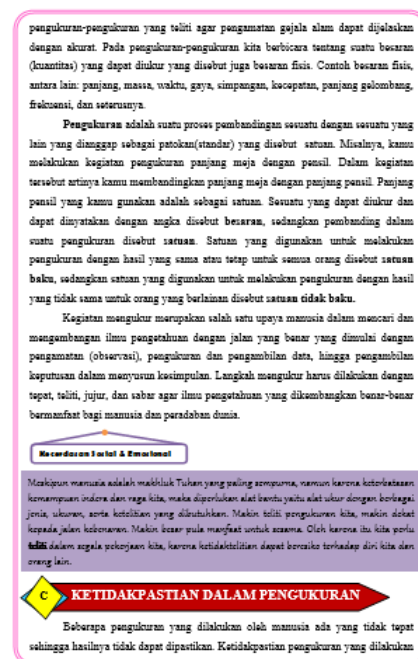 pengukuran-pengukuran yang teliti agar pengamatan gejala alam dapat dijelaskan
dengan akurat. Pada pengukuran-pengukuran kita berbicara tentang suatu besaran
(kuantitas) yang dapat diukur yang disebut juga besaran fisis. Contoh besaran fisis,
antara lain: panjang, massa, waktu, gaya, simpangan, kecepatan, panjang gelombang,
frekuensi, dan seterusnya.
Pengukuran adalah suatu proses pembandingan sesuatu dengan sesuatu yang
lain yang dianggap sebagai patokan(standar) yang disebut satuan. Misalnya, kamu
melakukan kegiatan pengukuran panjang meja dengan pensil. Dalam kegiatan
tersebut artinya kamu membandingkan panjang meja dengan panjang pensil. Panjang
pensil yang kamu gunakan adalah sebagai satuan. Sesuatu yang dapat diukur dan
dapat dinyatakan dengan angka disebut besaran, sedangkan pembanding dalam
suatu pengukuran disebut satuan. Satuan yang digunakan untuk melakukan
pengukuran dengan hasil yang sama atau tetap untuk semua orang disebut satuan
baku, sedangkan satuan yang digunakan untuk melakukan pengukuran dengan hasil
yang tidak sama untuk orang yang berlainan disebut satuan tidak baku.
Kegiatan mengukur merupakan salah satu upaya manusia dalam mencari dan
mengembangan ilmu pengetahuan dengan jalan yang benar yang dimulai dengan
pengamatan (observasi), pengukuran dan pengambilan data, hingga pengambilan
keputusan dalam menyusun kesimpulan. Langkah mengukur harus dilakukan dengan
tepat, teliti, jujur, dan sabar agar ilmu pengetahuan yang dikembangkan benar-benar
bermanfaat bagi manusia dan peradaban dunia.
Kecerdasan Sosial & Emosional
Meskipun manusia adalah makhluk Tuhan yang paling sempurna, namun karena keterbatasan
kemampuan indera dan raga kita, maka diperlukan alat bantu yaitu alat ukur dengan berbagai
jenis, ukuran, serta ketelitian yang dibutuhkan. Makin teliti pengukuran kita, makin dekat
kepada jalan kebenaran. Makin besar pula manfaat untuk sesama. Oleh karena itu kita perlu
teliti dalam segala pekerjaan kita, karena ketidaktelitian dapat beresiko terhadap diri kita dan
orang lain.
C KETIDAKPASTIAN DALAM PENGUKURAN
Beberapa pengukuran yang dilakukan oleh manusia ada yang tidak tepat
sehingga hasilnya tidak dapat dipastikan. Ketidakpastian pengukuran yang dilakukan